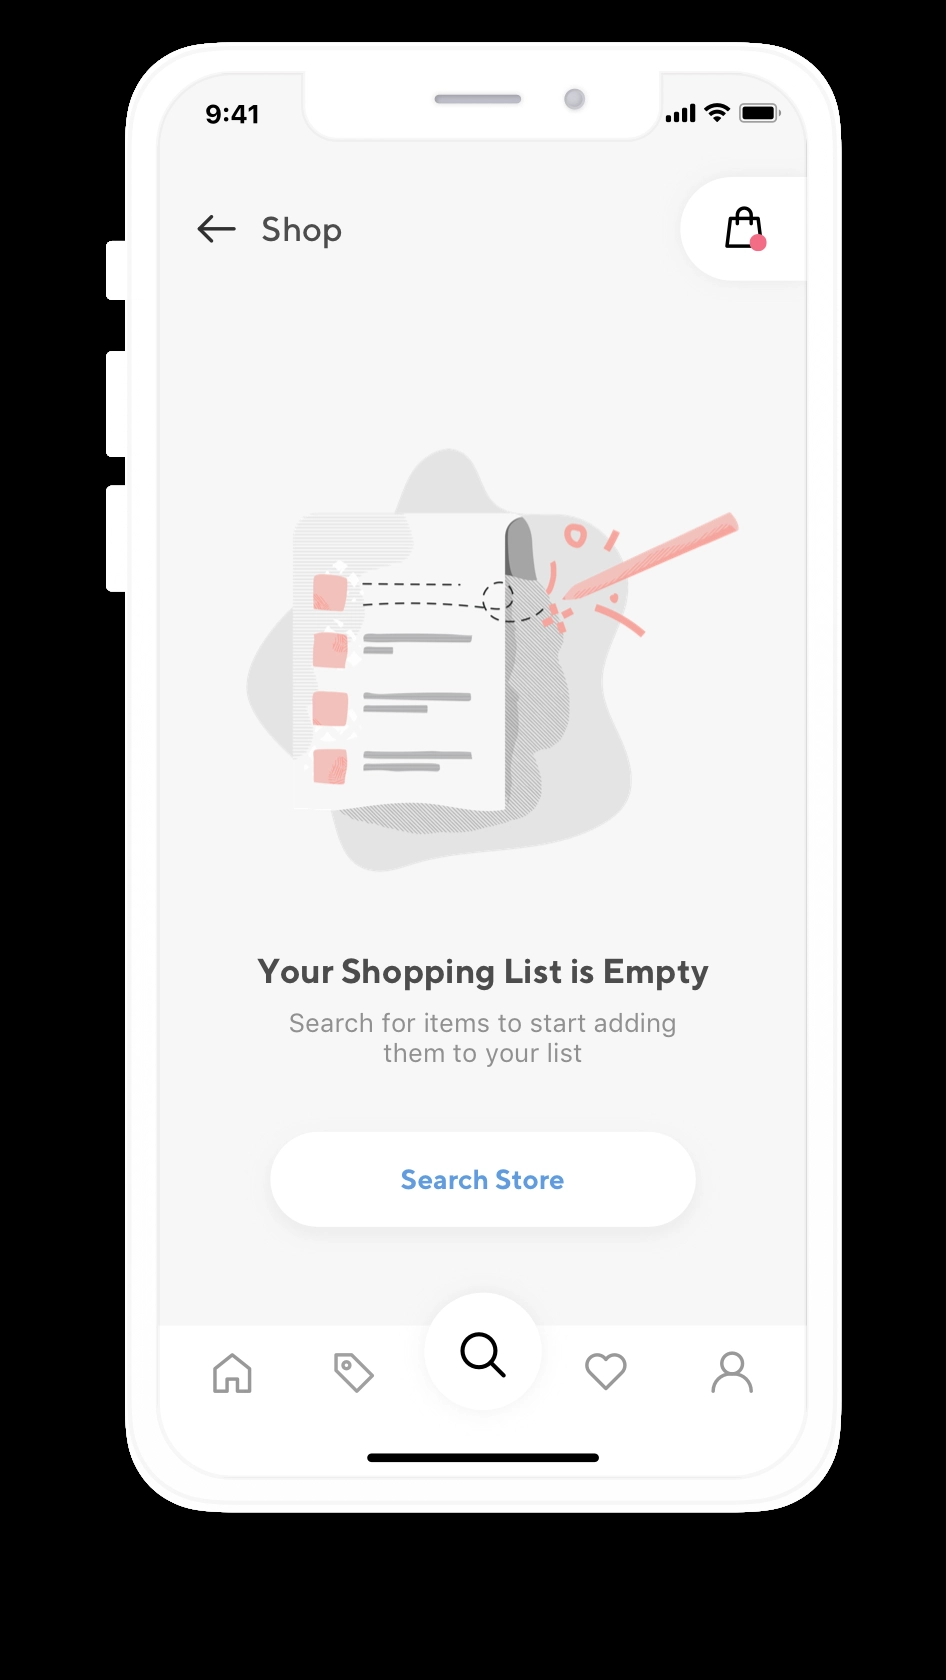 9:41
Shop
Your Shopping List is Empty
Search for items to start adding
them to your list
Search Store